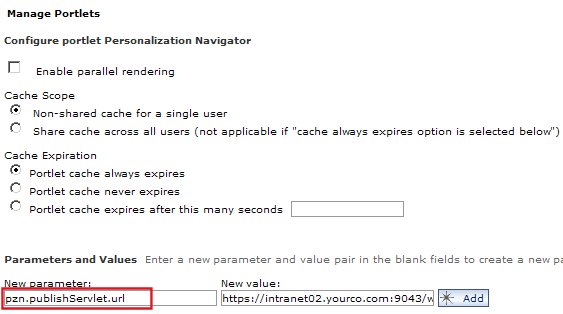 Manage Portlets
Configure portlet Personalization Navigator
Enable parallel rendering
Cache Scope
Non-shared cache for a single user
Share cache across all users (not applicable if "cache always expires option is selected below")
Cache Expiration
Portlet cache always expires
Portlet cache never expires
Portlet cache expires after this many seconds
Parameters and Values Enter a new parameter and value pair in the blank fields to create a new pa
New parameter: New value:
pzn.publishServlet.url https://intranet02.yourco.com:9043/w Add